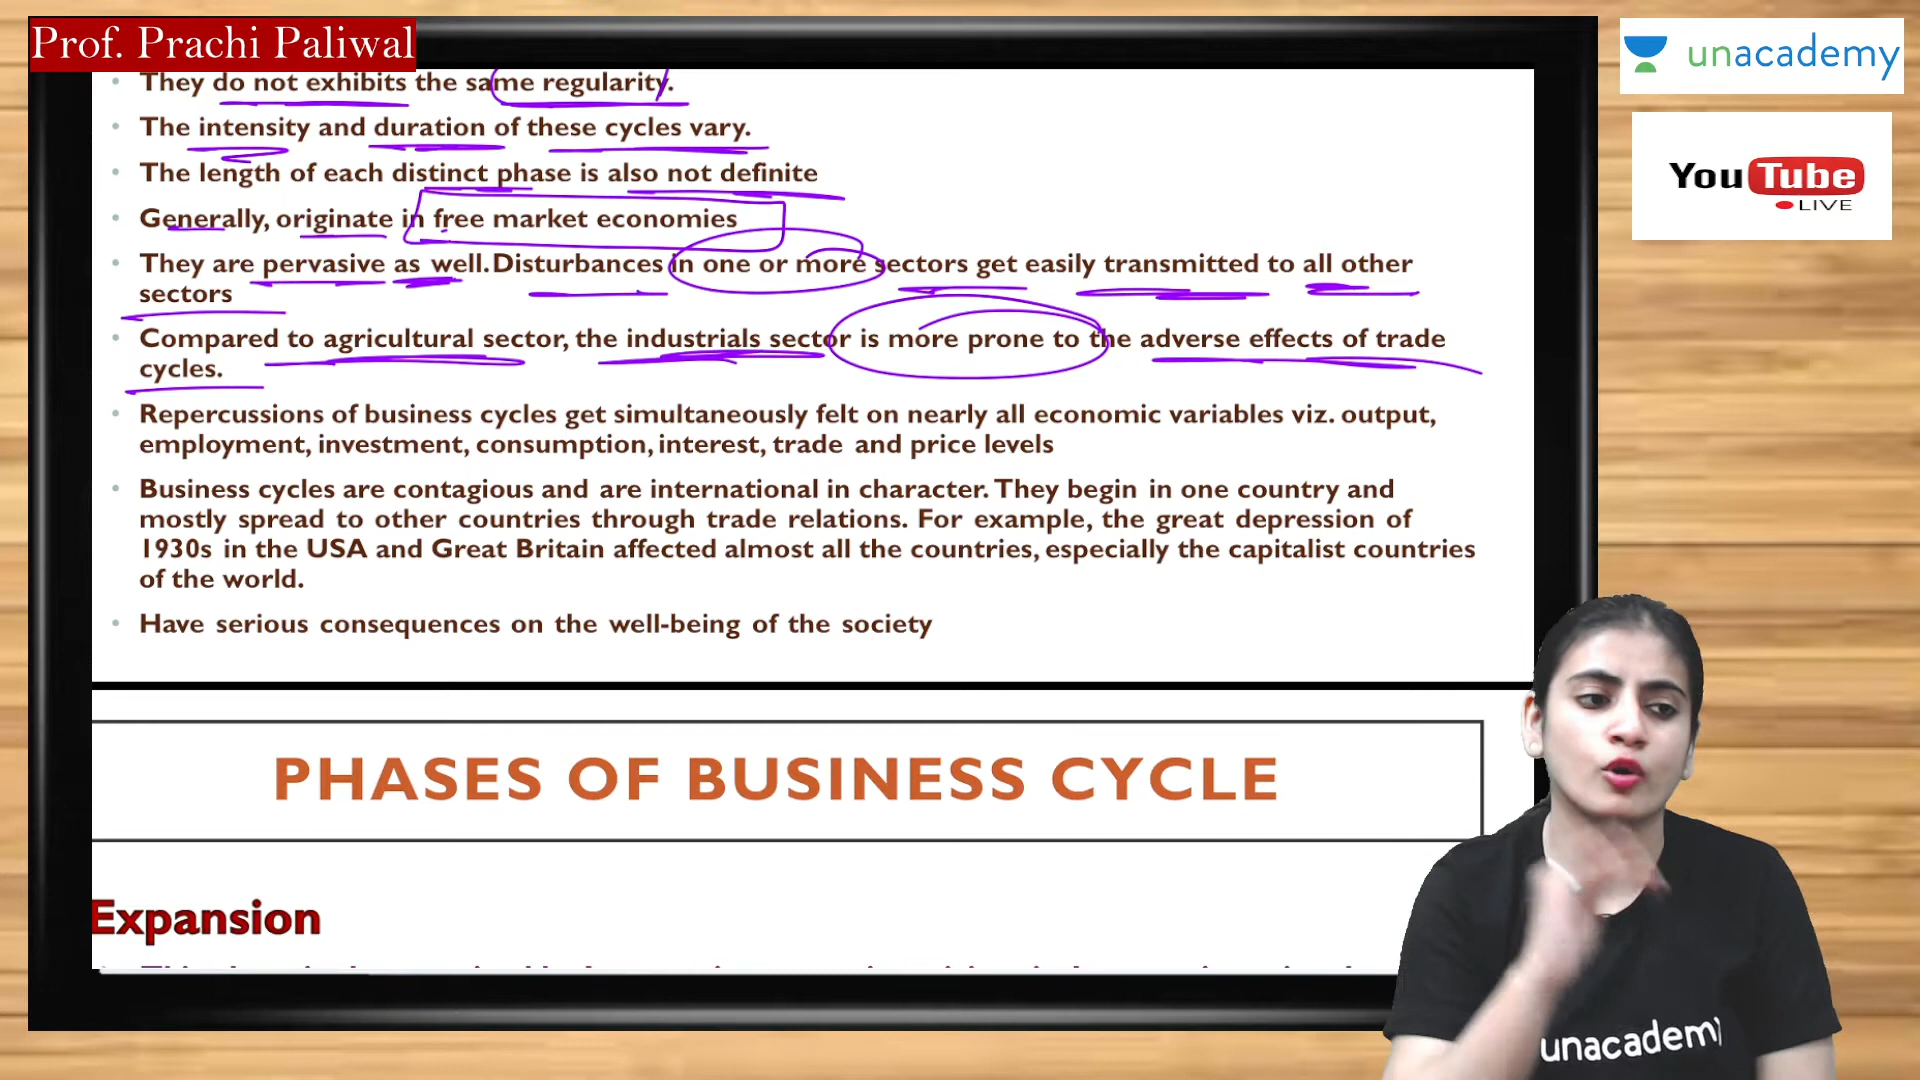 Prof. Prachi Paliwal
unacademy
You Tube
LIVE
They do not exhibits the same regularity.
The intensity and duration of these cycles vary.
The length of each distinct phase is also not definite
Generally, originate in free market economies
They are pervasive as well. Disturbances in one or more sectors get easily transmitted to all other
sectors
Compared to agricultural sector, the industrials sector is more prone to the adverse effects of trade
cycles.
Repercussions of business cycles get simultaneously felt on nearly all economic variables viz. output,
employment, investment, consumption, interest, trade and price levels
Business cycles are contagious and are international in character. They begin in one country and
mostly spread to other countries through trade relations. For example, the great depression of
1930s in the USA and Great Britain affected almost all the countries, especially the capitalist countries
of the world.
Have serious consequences on the well-being of the society
PHASES OF BUSINESS CYCLE
Expansion
unacademy